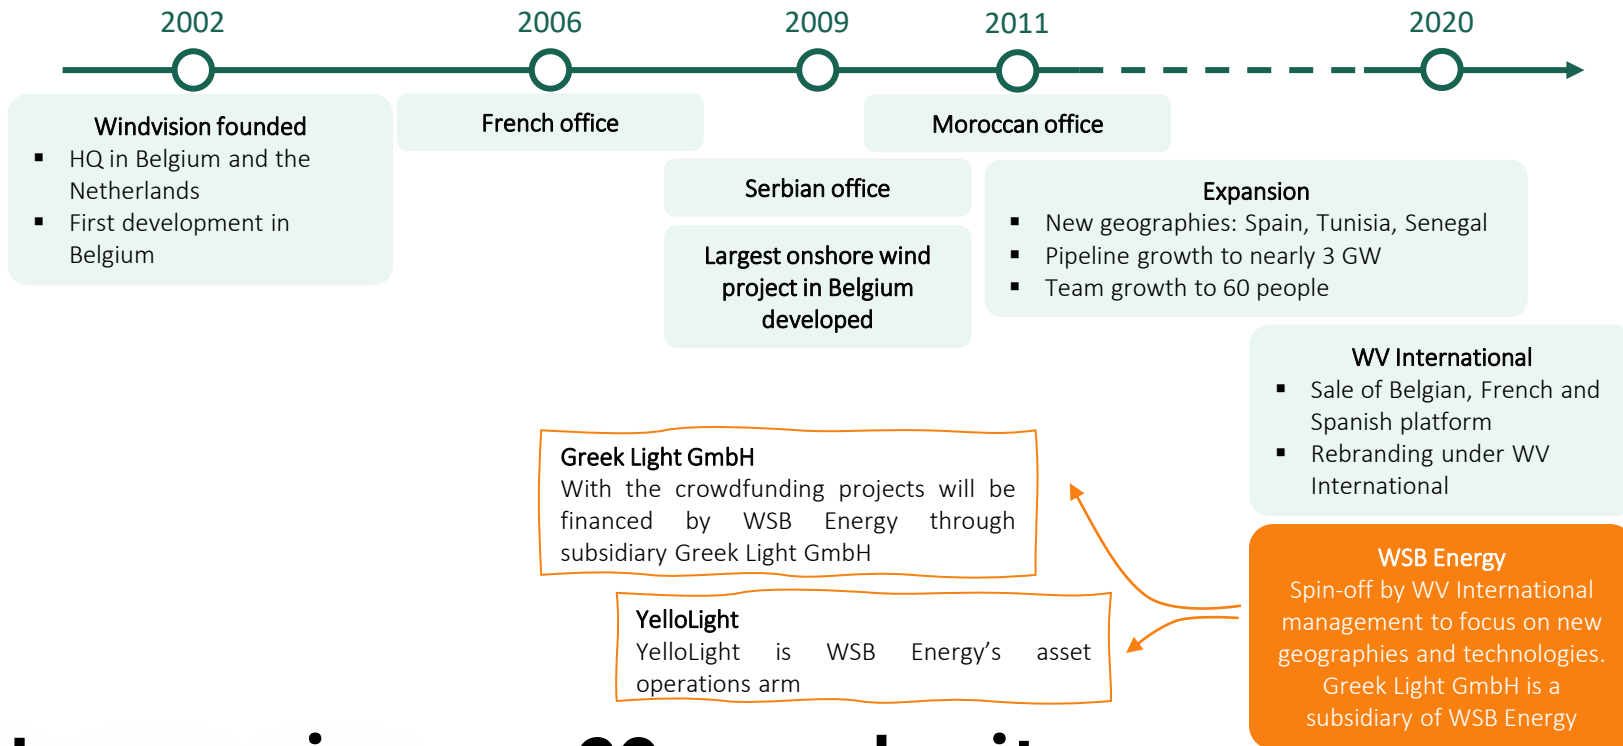 2002
2006
2009
2011
2020
Windvision founded
▪ HQ in Belgium and the
Netherlands
▪ First development in
Belgium
French office
Serbian office
Largest onshore wind
project in Belgium
developed
Moroccan office
Expansion
▪ New geographies: Spain, Tunisia, Senegal
▪ Pipeline growth to nearly 3 GW
▪ Team growth to 60 people
WV International
▪ Sale of Belgian, French and
Spanish platform
▪ Rebranding under WV
International
Greek Light GmbH
With the crowdfunding projects will be
financed by WSB Energy through
subsidiary Greek Light GmbH
YelloLight
YelloLight is WSB Energy’s asset
operations arm
WSB Energy
Spin-off by WV International
management to focus on new
geographies and technologies.
Greek Light GmbH is a
subsidiary of WSB Energy